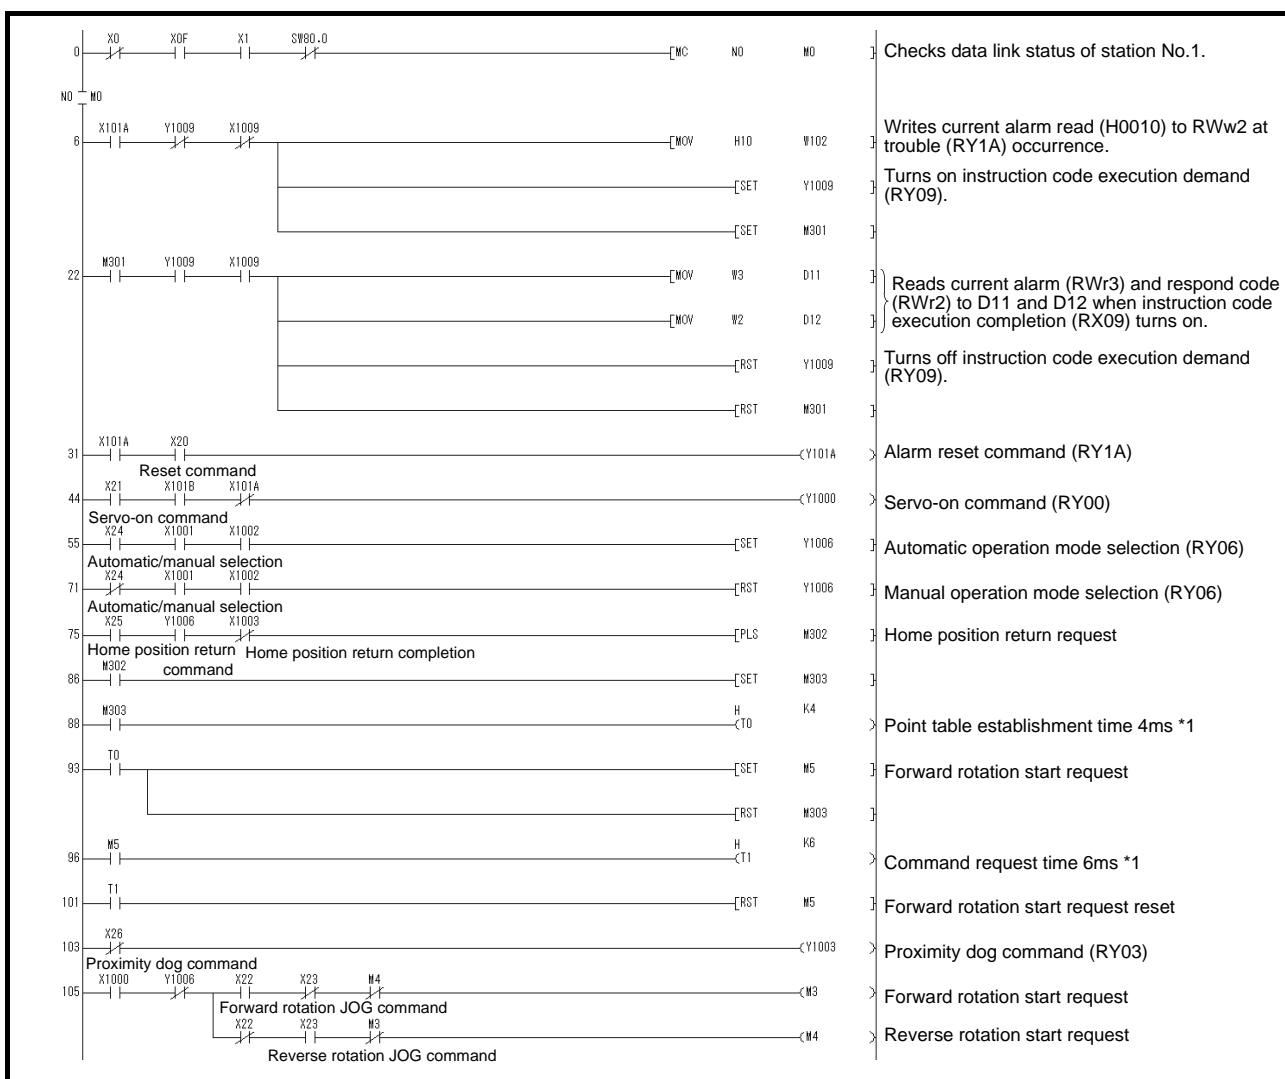 X0 X0F X1 SW80.0
0 [MC N0 M0 ] Checks data link status of station No.1.
N0 M0
X101A Y1009 X1009
6 [MOV H10 W102 ] Writes current alarm read (H0010) to RWw2 at
trouble (RY1A) occurrence.
[SET Y1009 ] Turns on instruction code execution demand
(RY09).
[SET M301 ]
M301 Y1009 X1009
22 [MOV W3 D11 ] Reads current alarm (RWr3) and respond code
(RWr2) to D11 and D12 when instruction code
[MOV W2 D12 ] execution completion (RX09) turns on.
[RST Y1009 ] Turns off instruction code execution demand
(RY09).
[RST M301 ]
X101A X20
31 (Y101A ) Alarm reset command (RY1A)
Reset command
X21 X101B X101A
44 (Y1000 ) Servo-on command (RY00)
Servo-on command
X24 X1001 X1002
55 [SET Y1006 ] Automatic operation mode selection (RY06)
Automatic/manual selection
X24 X1001 X1002
71 [RST Y1006 ] Manual operation mode selection (RY06)
Automatic/manual selection
X25 Y1006 X1003
75 [PLS M302 ] Home position return request
Home position return command Home position return completion
M302
86 [SET M303 ]
M303 H K4
88 (T0 ) Point table establishment time 4ms *1
T0
93 [SET M5 ] Forward rotation start request
[RST M303 ]
M5 H K6
96 (T1 ) Command request time 6ms *1
T1
101 [RST M5 ] Forward rotation start request reset
X26
103 (Y1003 ) Proximity dog command (RY03)
Proximity dog command
X1000 Y1006 X22 X23 M4
105 (M3 ) Forward rotation start request
Forward rotation JOG command
X22 X23 M3
(M4 ) Reverse rotation start request
Reverse rotation JOG command